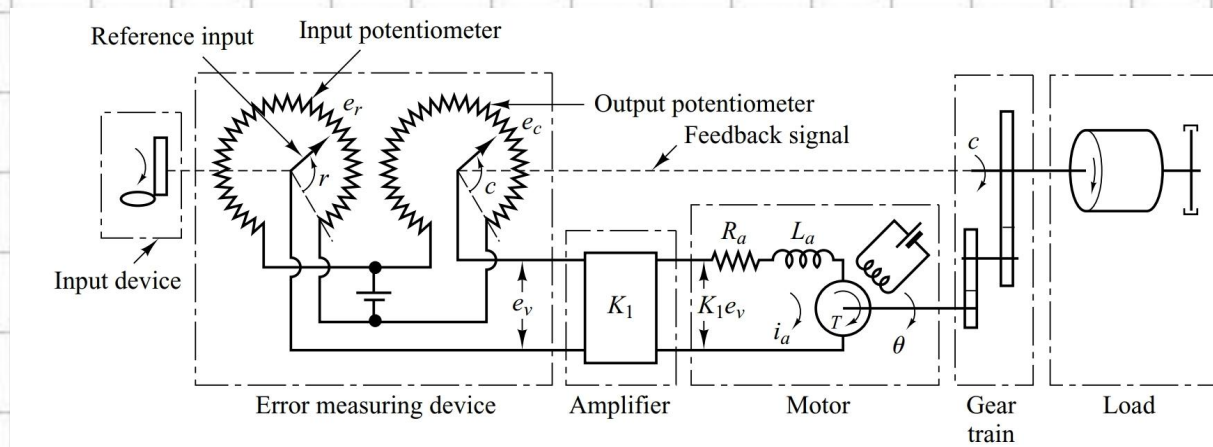 Reference input
Input potentiometer
e_r
Output potentiometer
e_c
Feedback signal
r
c
c
R_a
L_a
Input device
e_v
K_1
K_1e_v
i_a
T
θ
Error measuring device
Amplifier
Motor
Gear
train
Load